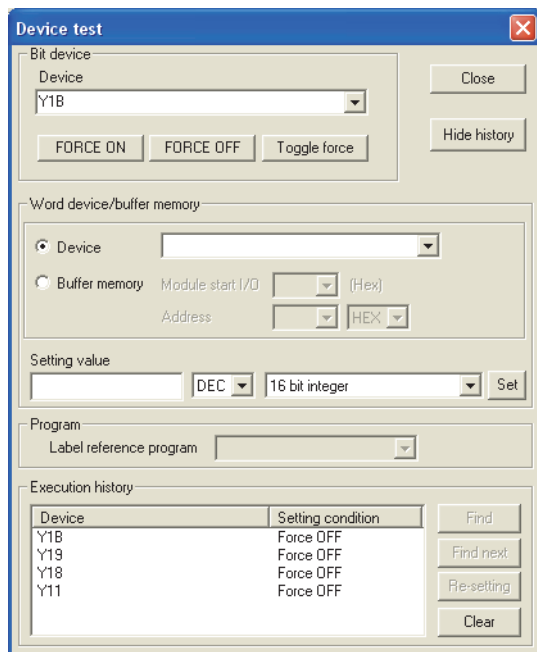 Device test
Bit device
Device
Close
Y1B
FORCE ON FORCE OFF Toggle force
Hide history
Word device/buffer memory
Device
Buffer memory Module start I/O (Hex)
Address HEX
Setting value
DEC 16 bit integer Set
Program
Label reference program
Execution history
Device Setting condition Find
Y1B Force OFF
Y19 Force OFF Find next
Y18 Force OFF
Y11 Force OFF Re-setting
Clear